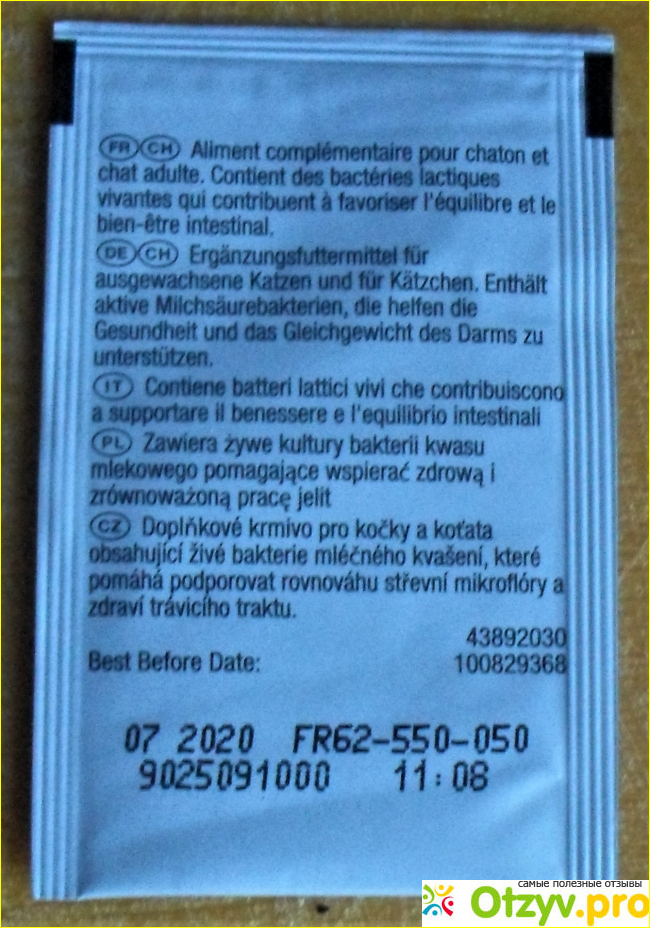 FR CH Aliment complémentaire pour chaton et
chat adulte. Contient des bactéries lactiques
vivantes qui contribuent à favoriser l'équilibre et le
bien-être intestinal.
DE CH Ergänzungsfuttermittel für
ausgewachsene Katzen und für Kätzchen. Enthält
aktive Milchsäurebakterien, die helfen die
Gesundheit und das Gleichgewicht des Darms zu
unterstützen.
IT Contiene batteri lattici vivi che contribuiscono
a supportare il benessere e l'equilibrio intestinali
PL Zawiera żywe kultury bakterii kwasu
mlekowego pomagające wspierać zdrową i
zrównoważoną pracę jelit
CZ Doplňkové krmivo pro kočky a koťata
obsahující živé bakterie mléčného kvašení, které
pomáhá podporovat rovnováhu střevní mikroflóry a
zdraví trávicího traktu.
43892030
Best Before Date: 100829368
07 2020 FR62-550-050
9025091000 11:08
самые полезные отзывы
Otzyv.pro